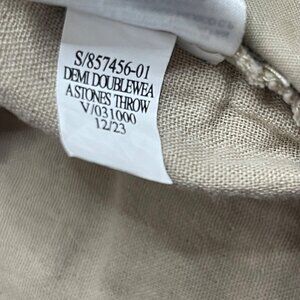 S/857456-01
DEMI DOUBLEWEA
A STONES THROW
V/031000
12/23